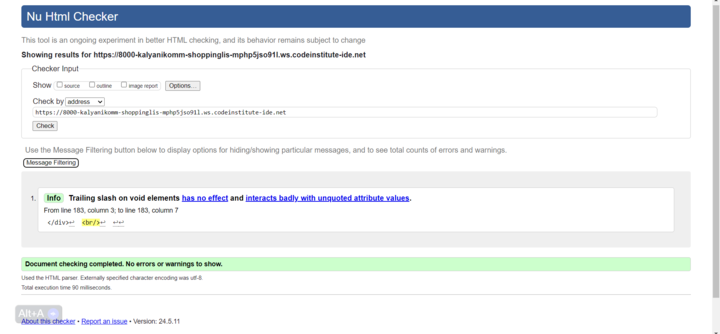 Nu Html Checker
This tool is an ongoing experiment in better HTML checking, and its behavior remains subject to change
Showing results for https://8000-kalyanikomm-shoppinglis-mphp5jso91l.ws.codeinstitute-ide.net
Checker Input
Show source outline image report Options...
Check by address
https://8000-kalyanikomm-shoppinglis-mphp5jso91l.ws.codeinstitute-ide.net
Check
Use the Message Filtering button below to display options for hiding/showing particular messages, and to see total counts of errors and warnings.
Message Filtering
1. Info Trailing slash on void elements has no effect and interacts badly with unquoted attribute values.
From line 183, column 3; to line 183, column 7
</div>↩ <br/>↩ ↩↩
Document checking completed. No errors or warnings to show.
Used the HTML parser. Externally specified character encoding was utf-8.
Total execution time 90 milliseconds.
Alt+A
About this checker • Report an issue • Version: 24.5.11